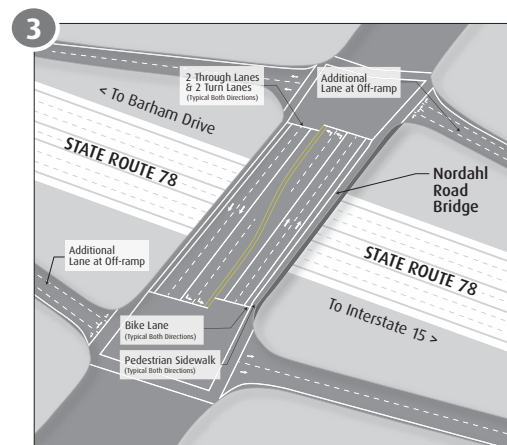 3
2 Through Lanes
& 2 Turn Lanes
(Typical Both Directions)
Additional
Lane at Off-ramp
< To Barham Drive
STATE ROUTE 78
Nordahl
Road
Bridge
Additional
Lane at Off-ramp
STATE ROUTE 78
To Interstate 15 >
Bike Lane
(Typical Both Directions)
Pedestrian Sidewalk
(Typical Both Directions)